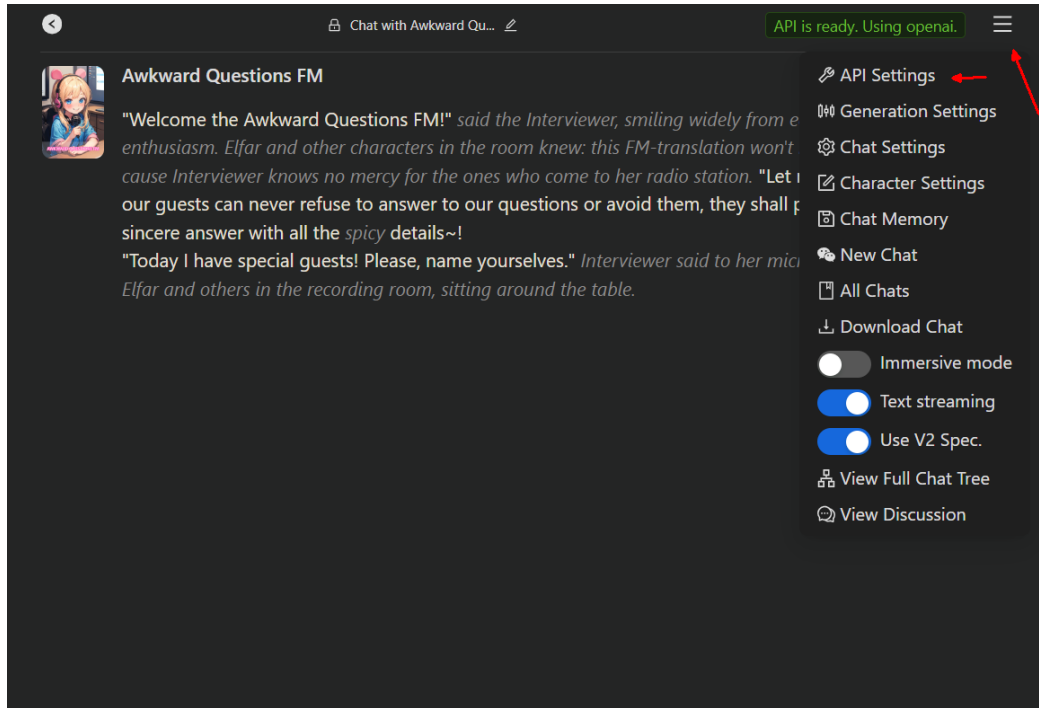 Chat with Awkward Qu...
API is ready. Using openai.
Awkward Questions FM
"Welcome the Awkward Questions FM!" said the Interviewer, smiling widely from e
enthusiasm. Elfar and other characters in the room knew: this FM-translation won't
cause Interviewer knows no mercy for the ones who come to her radio station. "Let
our guests can never refuse to answer to our questions or avoid them, they shall
sincere answer with all the spicy details~!
"Today I have special guests! Please, name yourselves." Interviewer said to her
Elfar and others in the recording room, sitting around the table.
API Settings
Generation Settings
Chat Settings
Character Settings
Chat Memory
New Chat
All Chats
Download Chat
Immersive mode
Text streaming
Use V2 Spec.
View Full Chat Tree
View Discussion